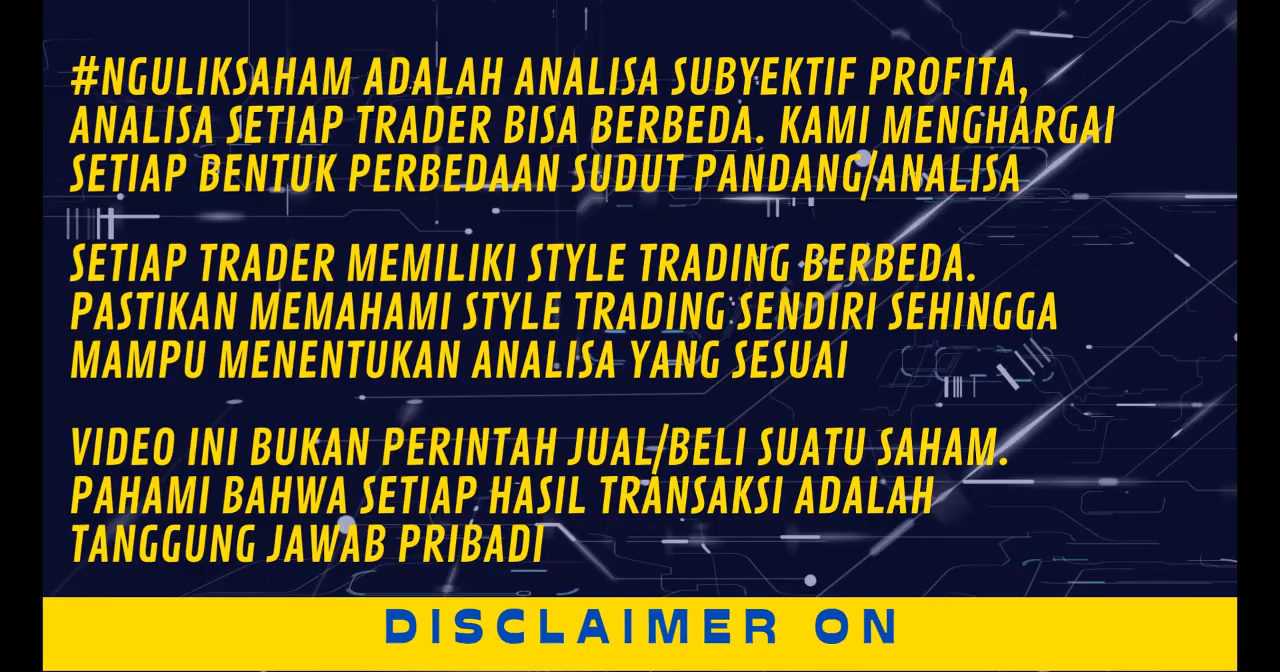 #NGULIKSAHAM ADALAH ANALISA SUBYEKTIF PROFITA,
ANALISA SETIAP TRADER BISA BERBEDA. KAMI MENGHARGAI
SETIAP BENTUK PERBEDAAN SUDUT PANDANG/ANALISA
SETIAP TRADER MEMILIKI STYLE TRADING BERBEDA.
PASTIKAN MEMAHAMI STYLE TRADING SENDIRI SEHINGGA
MAMPU MENENTUKAN ANALISA YANG SESUAI
VIDEO INI BUKAN PERINTAH JUAL/BELI SUATU SAHAM.
PAHAMI BAHWA SETIAP HASIL TRANSAKSI ADALAH
TANGGUNG JAWAB PRIBADI
DISCLAIMER ON